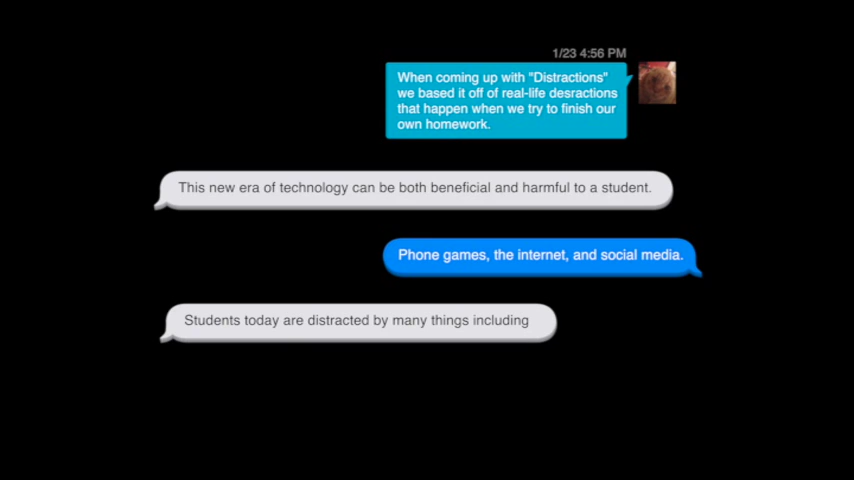 1/23 4:56 PM
When coming up with "Distractions"
we based it off of real-life desractions
that happen when we try to finish our
own homework.
This new era of technology can be both beneficial and harmful to a student.
Phone games, the internet, and social media.
Students today are distracted by many things including